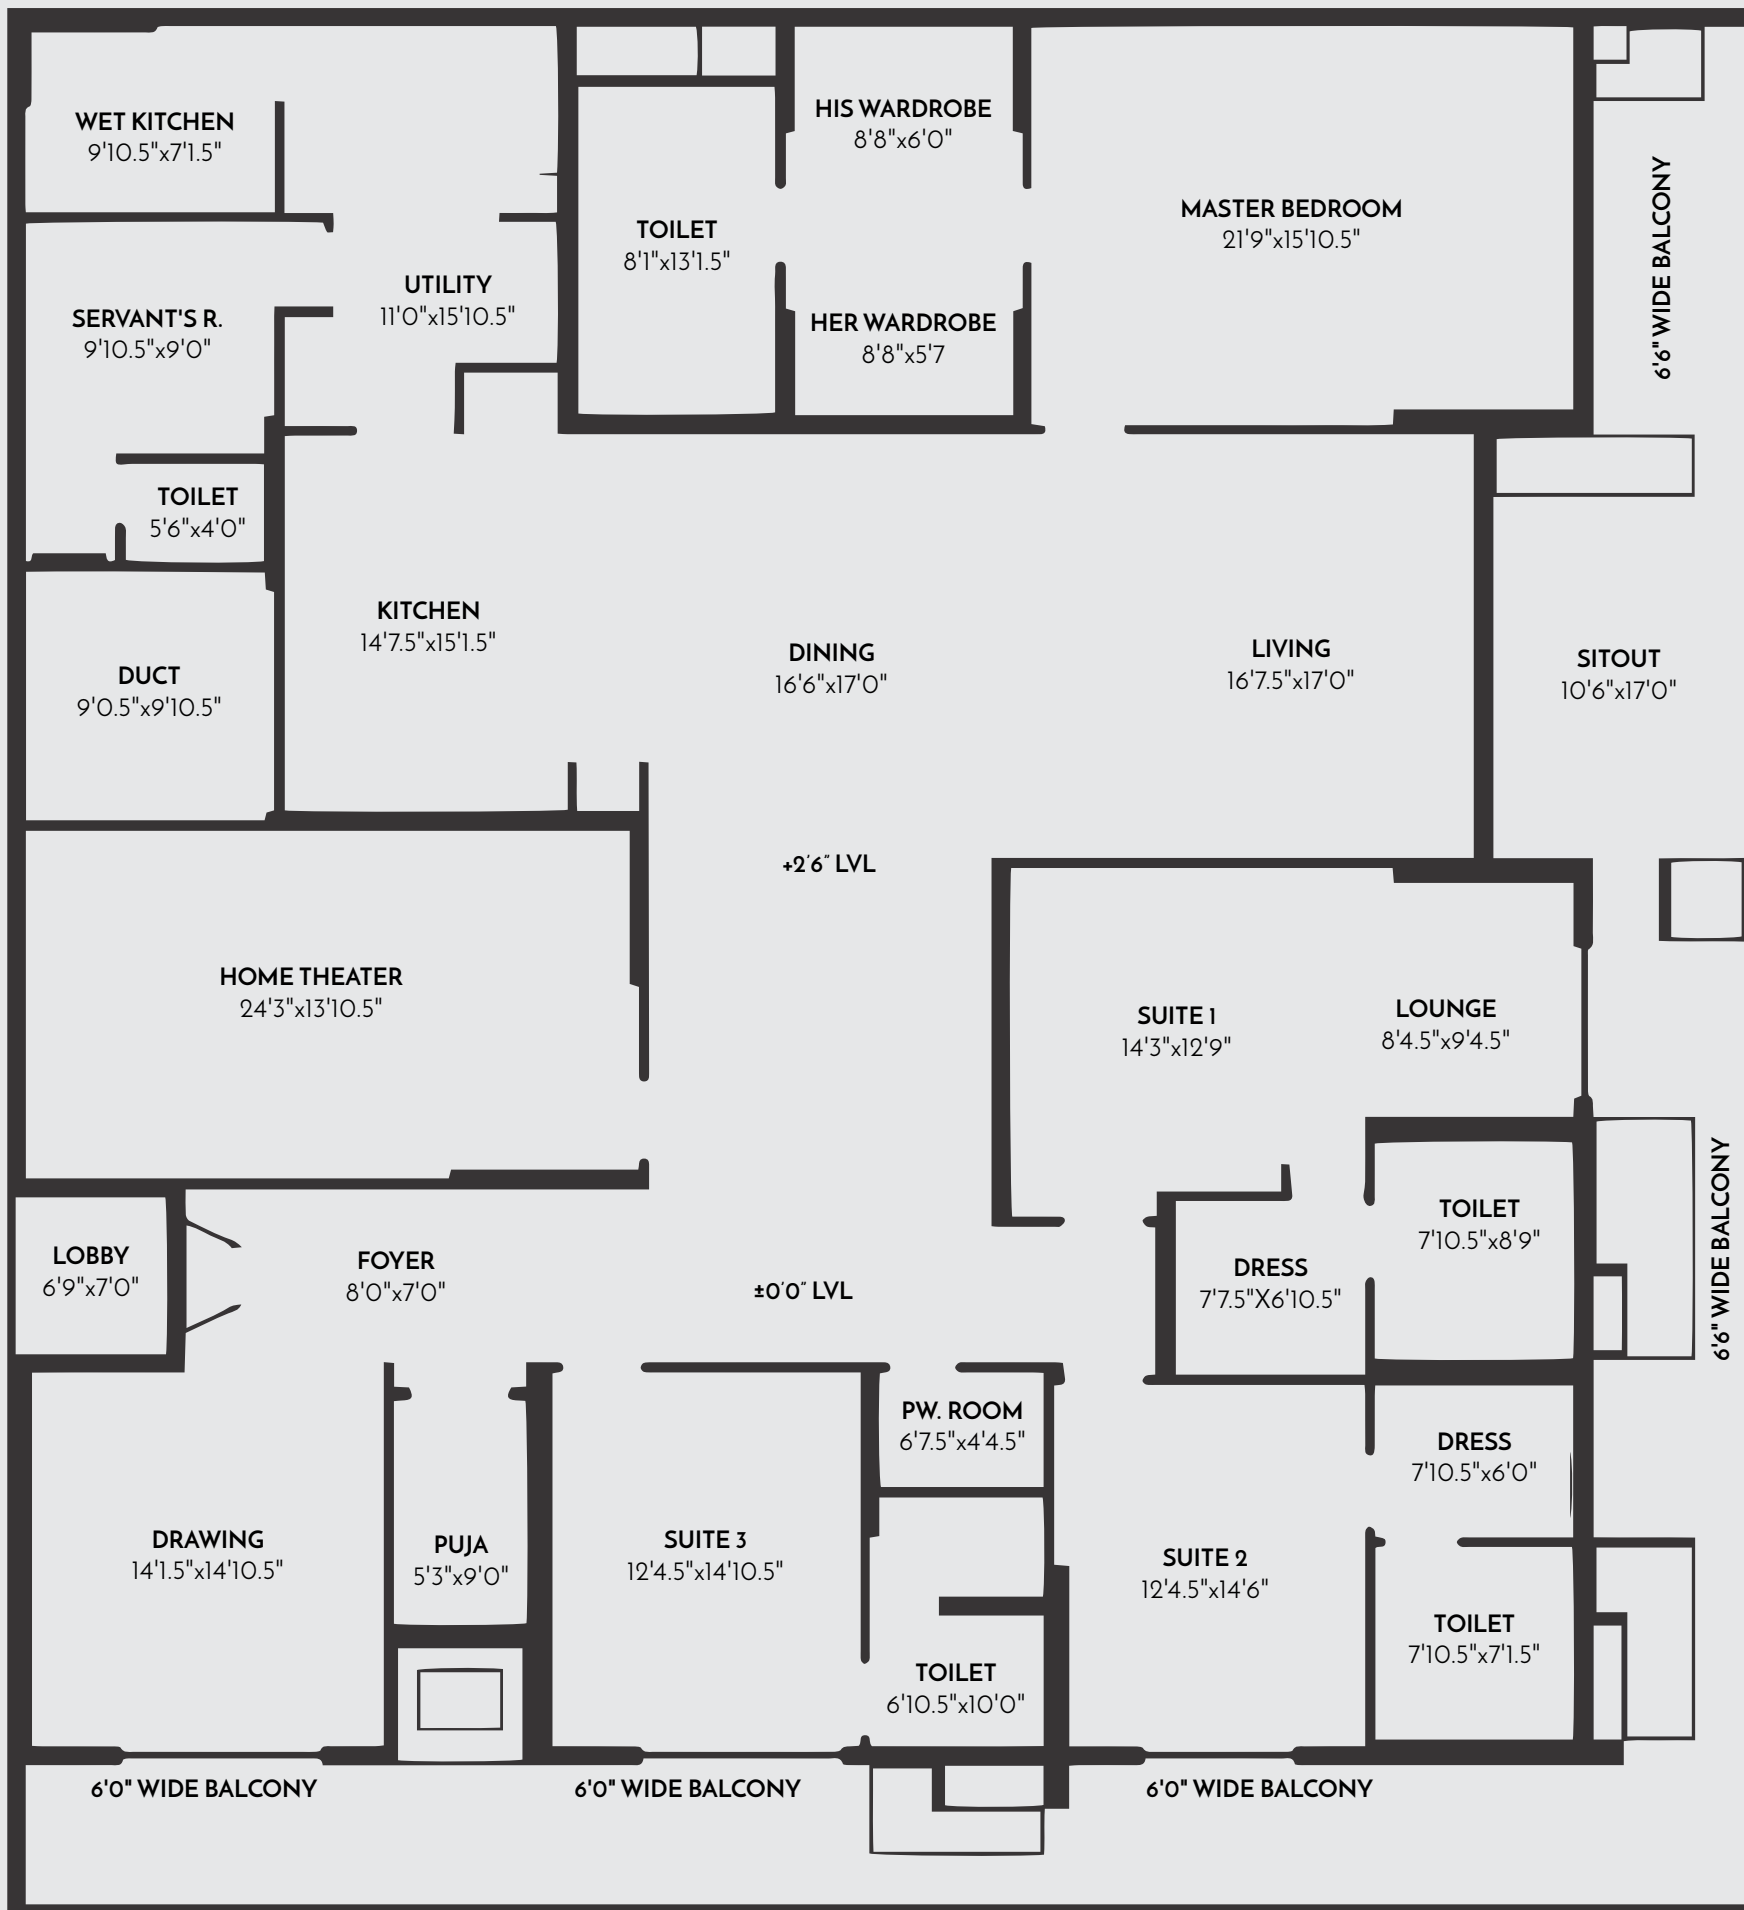 WET KITCHEN
9'10.5"x7'1.5"
HIS WARDROBE
8'8"x6'0"
MASTER BEDROOM
21'9"x15'10.5"
6'6" WIDE BALCONY
TOILET
8'1"x13'1.5"
UTILITY
11'0"x15'10.5"
SERVANT'S R.
9'10.5"x9'0"
HER WARDROBE
8'8"x5'7
TOILET
5'6"x4'0"
KITCHEN
14'7.5"x15'1.5"
DINING
16'6"x17'0"
LIVING
16'7.5"x17'0"
SITOUT
10'6"x17'0"
DUCT
9'0.5"x9'10.5"
+2'6" LVL
HOME THEATER
24'3"x13'10.5"
SUITE 1
14'3"x12'9"
LOUNGE
8'4.5"x9'4.5"
TOILET
7'10.5"x8'9"
6'6" WIDE BALCONY
LOBBY
6'9"x7'0"
FOYER
8'0"x7'0"
±0'0" LVL
DRESS
7'7.5"X6'10.5"
PW. ROOM
6'7.5"x4'4.5"
DRESS
7'10.5"x6'0"
DRAWING
14'1.5"x14'10.5"
PUJA
5'3"x9'0"
SUITE 3
12'4.5"x14'10.5"
SUITE 2
12'4.5"x14'6"
TOILET
7'10.5"x7'1.5"
TOILET
6'10.5"x10'0"
6'0" WIDE BALCONY
6'0" WIDE BALCONY
6'0" WIDE BALCONY